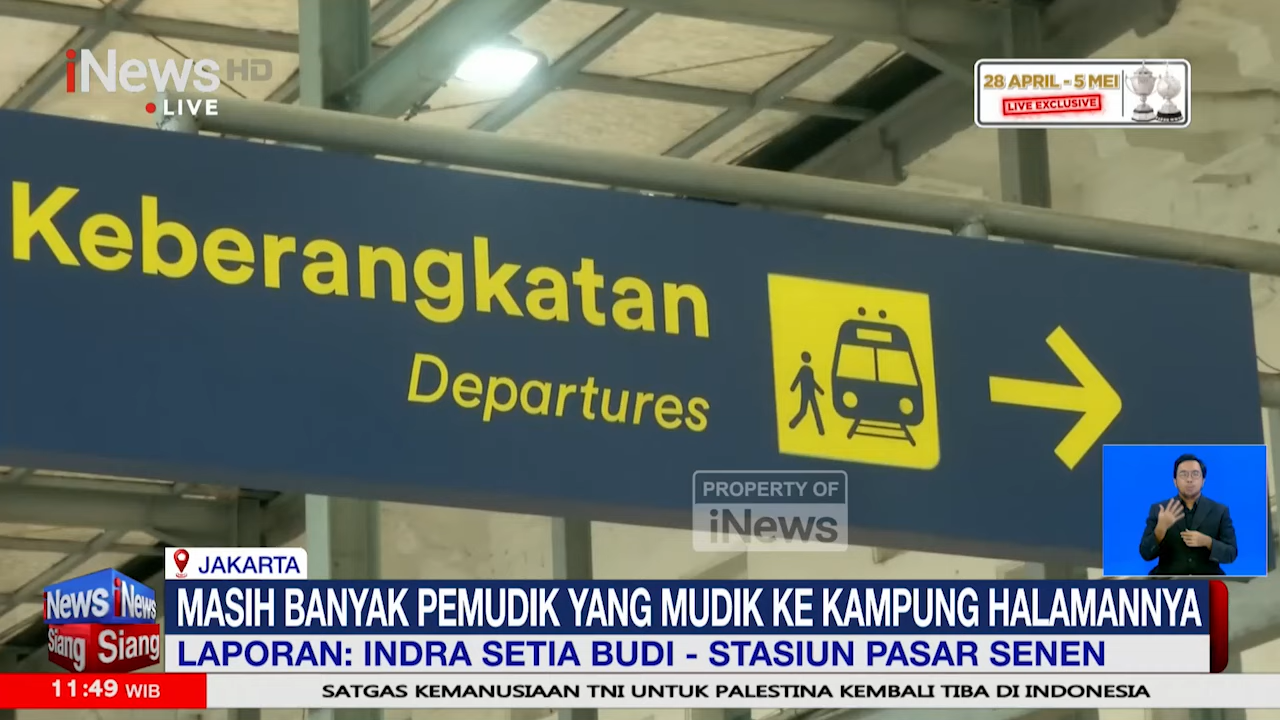 iNews HD
LIVE
28 APRIL - 5 MEI
LIVE EXCLUSIVE
Keberangkatan
Departures
PROPERTY OF
iNews
JAKARTA
iNews iNews
Siang Siang
MASIH BANYAK PEMUDIK YANG MUDIK KE KAMPUNG HALAMANNYA
LAPORAN: INDRA SETIA BUDI - STASIUN PASAR SENEN
11:49 WIB
SATGAS KEMANUSIAAN TNI UNTUK PALESTINA KEMBALI TIBA DI INDONESIA